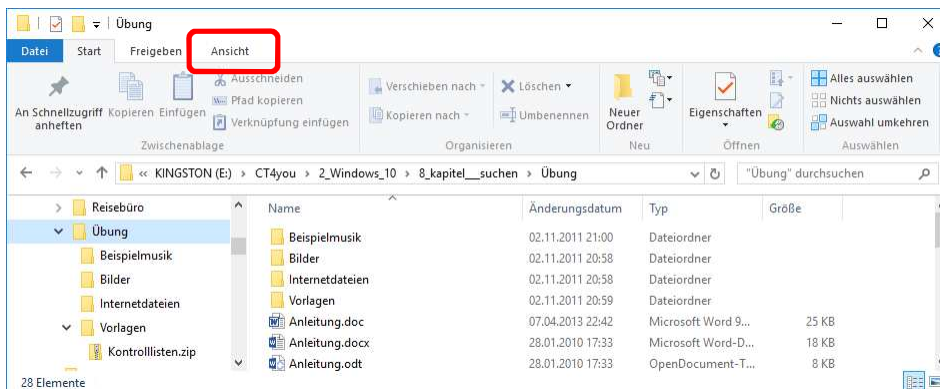 Übung
Datei Start Freigeben Ansicht
An Schnellzugriff anheften
Kopieren
Einfügen
Ausschneiden
Pfad kopieren
Verknüpfung einfügen
Zwischenablage
Verschieben nach
Kopieren nach
Löschen
Umbenennen
Organisieren
Neuer
Ordner
Neu
Eigenschaften
Öffnen
Alles auswählen
Nichts auswählen
Auswahl umkehren
Auswählen
« KINGSTON (E:) › CT4you › 2_Windows_10 › 8_kapitel__suchen › Übung
"Übung" durchsuchen
Reisebüro
Übung
Beispielmusik
Bilder
Internetdateien
Vorlagen
Kontrolllisten.zip
Name Änderungsdatum Typ Größe
Beispielmusik 02.11.2011 21:00 Dateiordner
Bilder 02.11.2011 20:58 Dateiordner
Internetdateien 02.11.2011 20:58 Dateiordner
Vorlagen 02.11.2011 20:59 Dateiordner
Anleitung.doc 07.04.2013 22:42 Microsoft Word 9... 25 KB
Anleitung.docx 28.01.2010 17:33 Microsoft Word-D... 18 KB
Anleitung.odt 28.01.2010 17:33 OpenDocument-T... 8 KB
28 Elemente